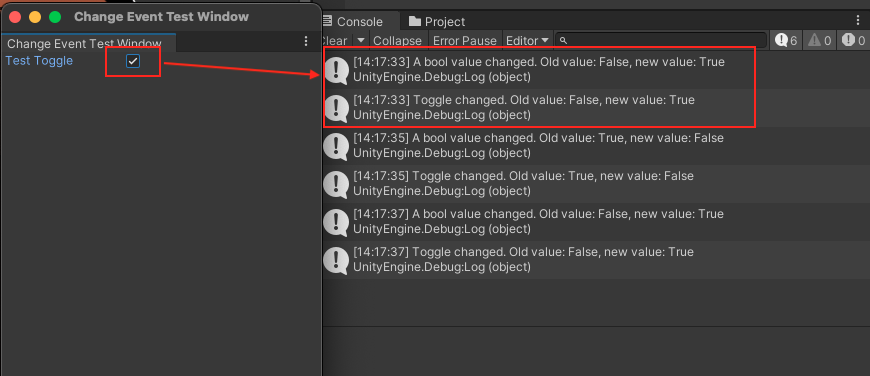 Change Event Test Window
Change Event Test Window
Test Toggle
Console
Project
Clear
Collapse
Error Pause
Editor
6
0
0
[14:17:33] A bool value changed. Old value: False, new value: True
UnityEngine.Debug:Log (object)
[14:17:33] Toggle changed. Old value: False, new value: True
UnityEngine.Debug:Log (object)
[14:17:35] A bool value changed. Old value: True, new value: False
UnityEngine.Debug:Log (object)
[14:17:35] Toggle changed. Old value: True, new value: False
UnityEngine.Debug:Log (object)
[14:17:37] A bool value changed. Old value: False, new value: True
UnityEngine.Debug:Log (object)
[14:17:37] Toggle changed. Old value: False, new value: True
UnityEngine.Debug:Log (object)